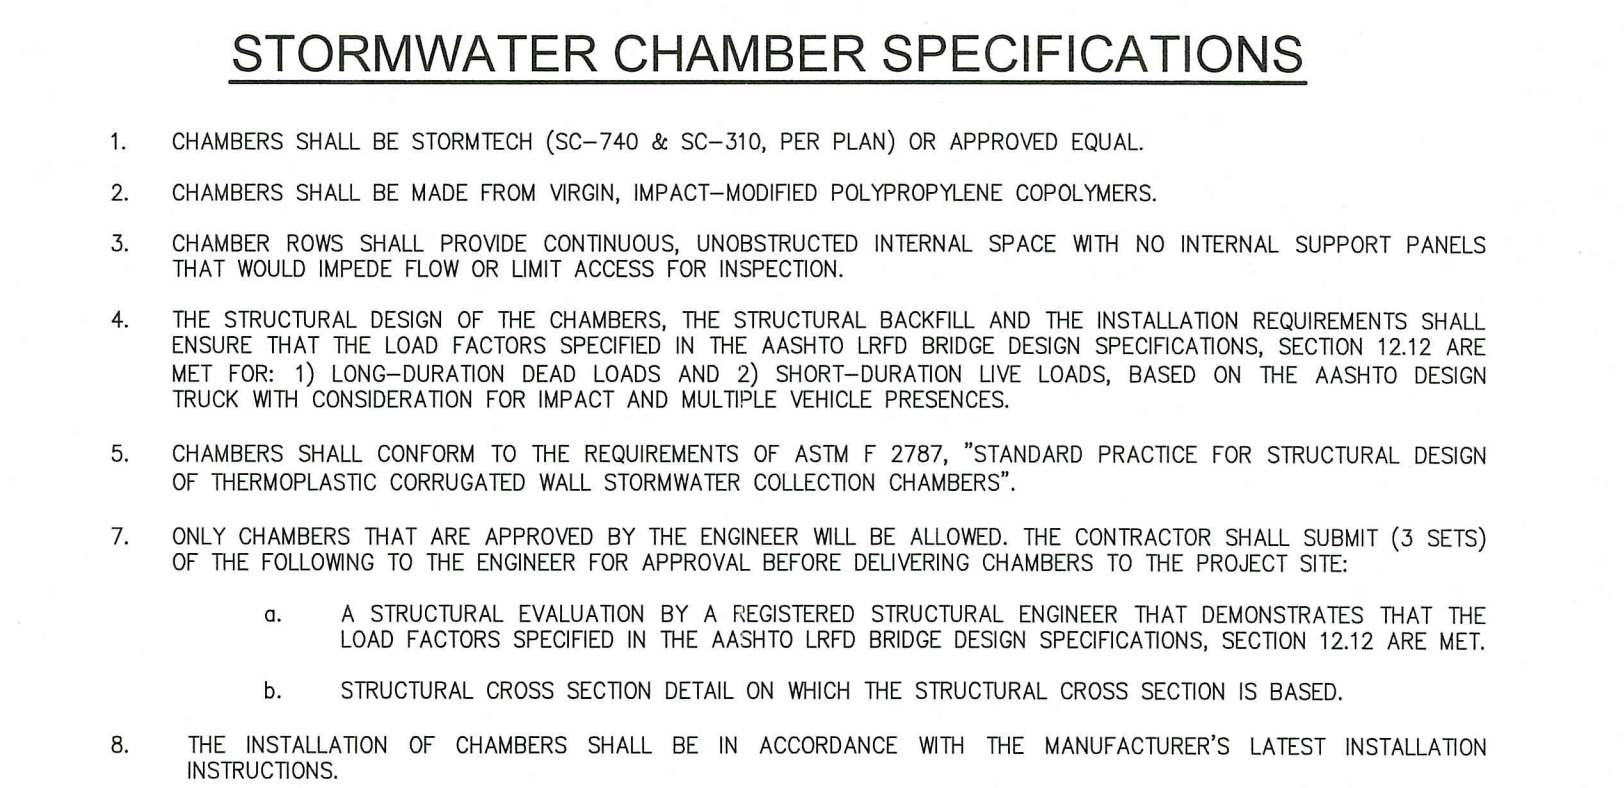 STORMWATER CHAMBER SPECIFICATIONS
1. CHAMBERS SHALL BE STORMTECH (SC-740 & SC-310, PER PLAN) OR APPROVED EQUAL.
2. CHAMBERS SHALL BE MADE FROM VIRGIN, IMPACT-MODIFIED POLYPROPYLENE COPOLYMERS.
3. CHAMBER ROWS SHALL PROVIDE CONTINUOUS, UNOBSTRUCTED INTERNAL SPACE WITH NO INTERNAL SUPPORT PANELS
THAT WOULD IMPEDE FLOW OR LIMIT ACCESS FOR INSPECTION.
4. THE STRUCTURAL DESIGN OF THE CHAMBERS, THE STRUCTURAL BACKFILL AND THE INSTALLATION REQUIREMENTS SHALL
ENSURE THAT THE LOAD FACTORS SPECIFIED IN THE AASHTO LRFD BRIDGE DESIGN SPECIFICATIONS, SECTION 12.12 ARE
MET FOR: 1) LONG-DURATION DEAD LOADS AND 2) SHORT-DURATION LIVE LOADS, BASED ON THE AASHTO DESIGN
TRUCK WITH CONSIDERATION FOR IMPACT AND MULTIPLE VEHICLE PRESENCES.
5. CHAMBERS SHALL CONFORM TO THE REQUIREMENTS OF ASTM F 2787, "STANDARD PRACTICE FOR STRUCTURAL DESIGN
OF THERMOPLASTIC CORRUGATED WALL STORMWATER COLLECTION CHAMBERS".
7. ONLY CHAMBERS THAT ARE APPROVED BY THE ENGINEER WILL BE ALLOWED. THE CONTRACTOR SHALL SUBMIT (3 SETS)
OF THE FOLLOWING TO THE ENGINEER FOR APPROVAL BEFORE DELIVERING CHAMBERS TO THE PROJECT SITE:
a. A STRUCTURAL EVALUATION BY A REGISTERED STRUCTURAL ENGINEER THAT DEMONSTRATES THAT THE
LOAD FACTORS SPECIFIED IN THE AASHTO LRFD BRIDGE DESIGN SPECIFICATIONS, SECTION 12.12 ARE MET.
b. STRUCTURAL CROSS SECTION DETAIL ON WHICH THE STRUCTURAL CROSS SECTION IS BASED.
8. THE INSTALLATION OF CHAMBERS SHALL BE IN ACCORDANCE WITH THE MANUFACTURER'S LATEST INSTALLATION
INSTRUCTIONS.